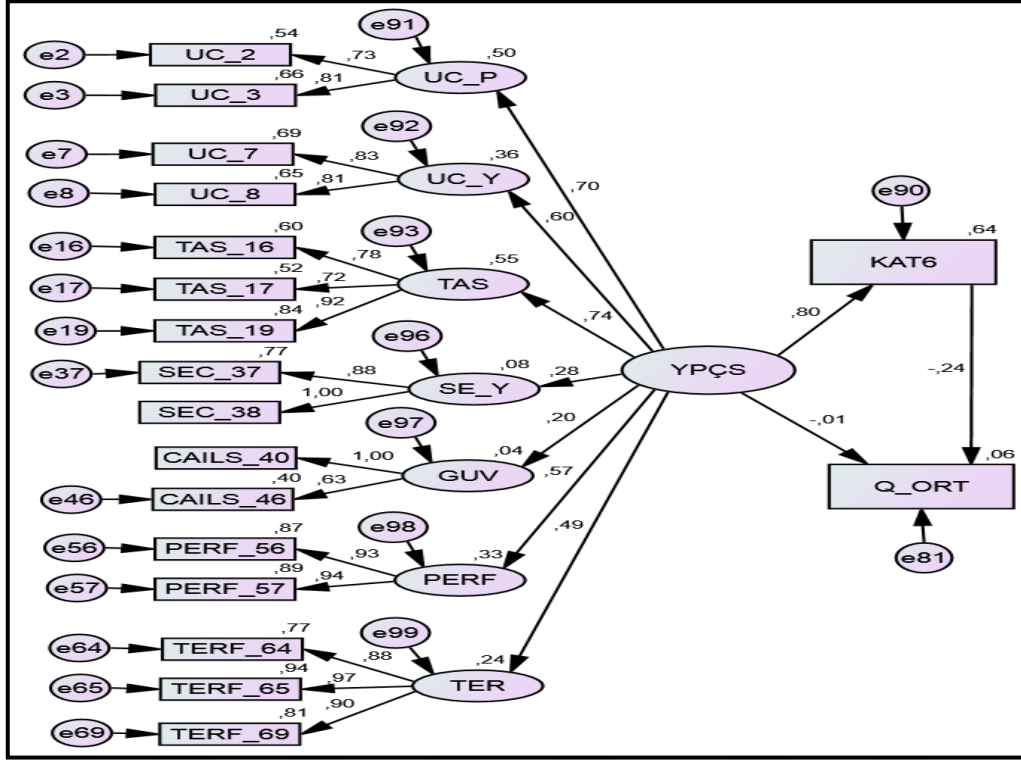 e91
,54
e2
UC_2
,73
,50
UC_P
,66
,81
e3
UC_3
e92
,69
e7
UC_7
,83
,36
UC_Y
,65
,81
e8
UC_8
,70
,60
e90
e93
,60
e16
TAS_16
,78
,55
TAS
,64
KAT6
,52
,72
e17
TAS_17
,84
,92
e19
TAS_19
,74
,80
e96
,77
e37
SEC_37
,88
,08
SE_Y
,28
YPÇS
-,24
1,00
SEC_38
e97
,20
-,01
CAILS_40
1,00
,04
GUV
,57
,06
Q_ORT
,40
,63
e46
CAILS_46
e98
,49
,87
e56
PERF_56
,93
,33
PERF
e81
,89
,94
e57
PERF_57
e99
,77
e64
TERF_64
,88
,24
TER
,94
,97
e65
TERF_65
,90
,81
e69
TERF_69